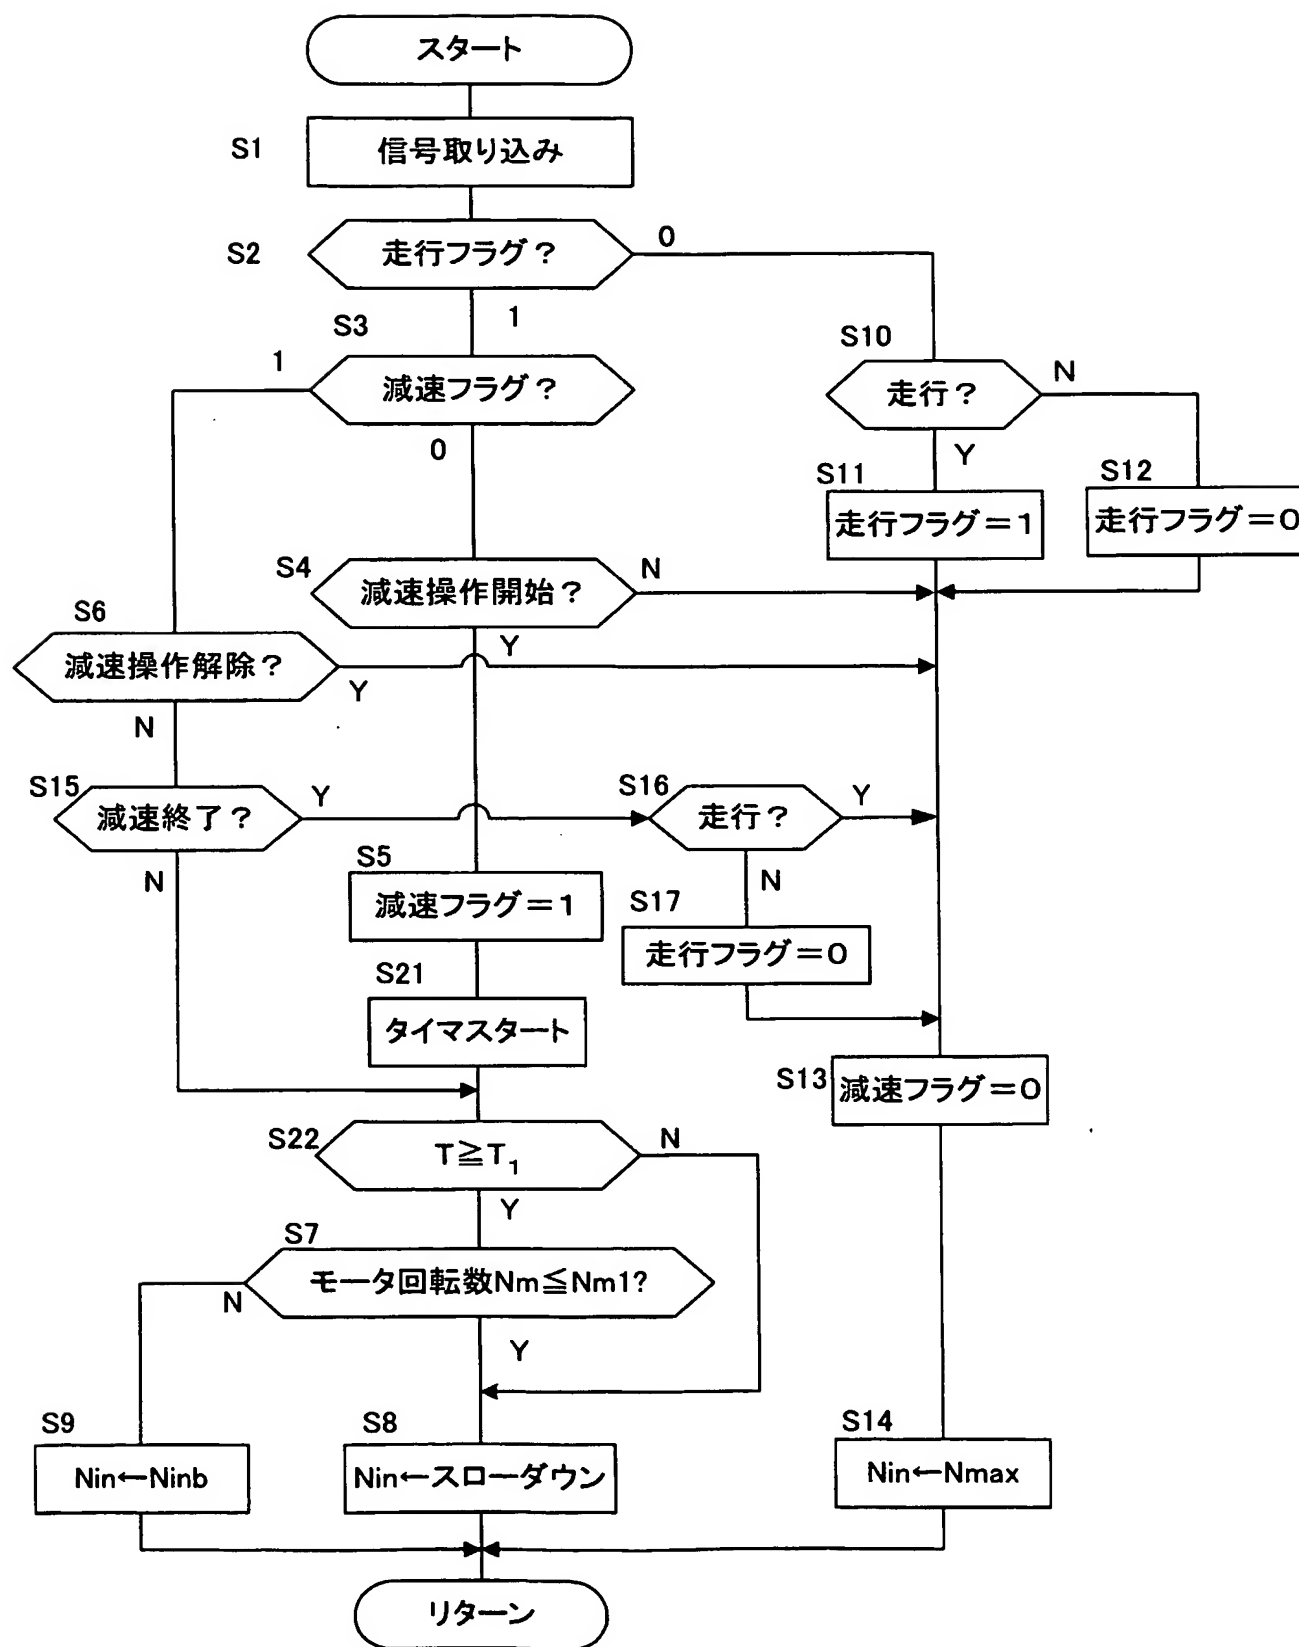 スタート
S1
信号取り込み
S2
走行フラグ？
0
1
S3
減速フラグ？
1
0
S10
走行？
N
Y
S11
走行フラグ＝1
S12
走行フラグ＝0
S4
減速操作開始？
N
Y
S6
減速操作解除？
Y
N
S15
減速終了？
Y
N
S16
走行？
Y
N
S5
減速フラグ＝1
S17
走行フラグ＝0
S21
タイマスタート
S13
減速フラグ＝0
S22
T≧T₁
N
Y
S7
モータ回転数Nm≦Nm1?
N
Y
S9
Nin←Ninb
S8
Nin←スローダウン
S14
Nin←Nmax
リターン